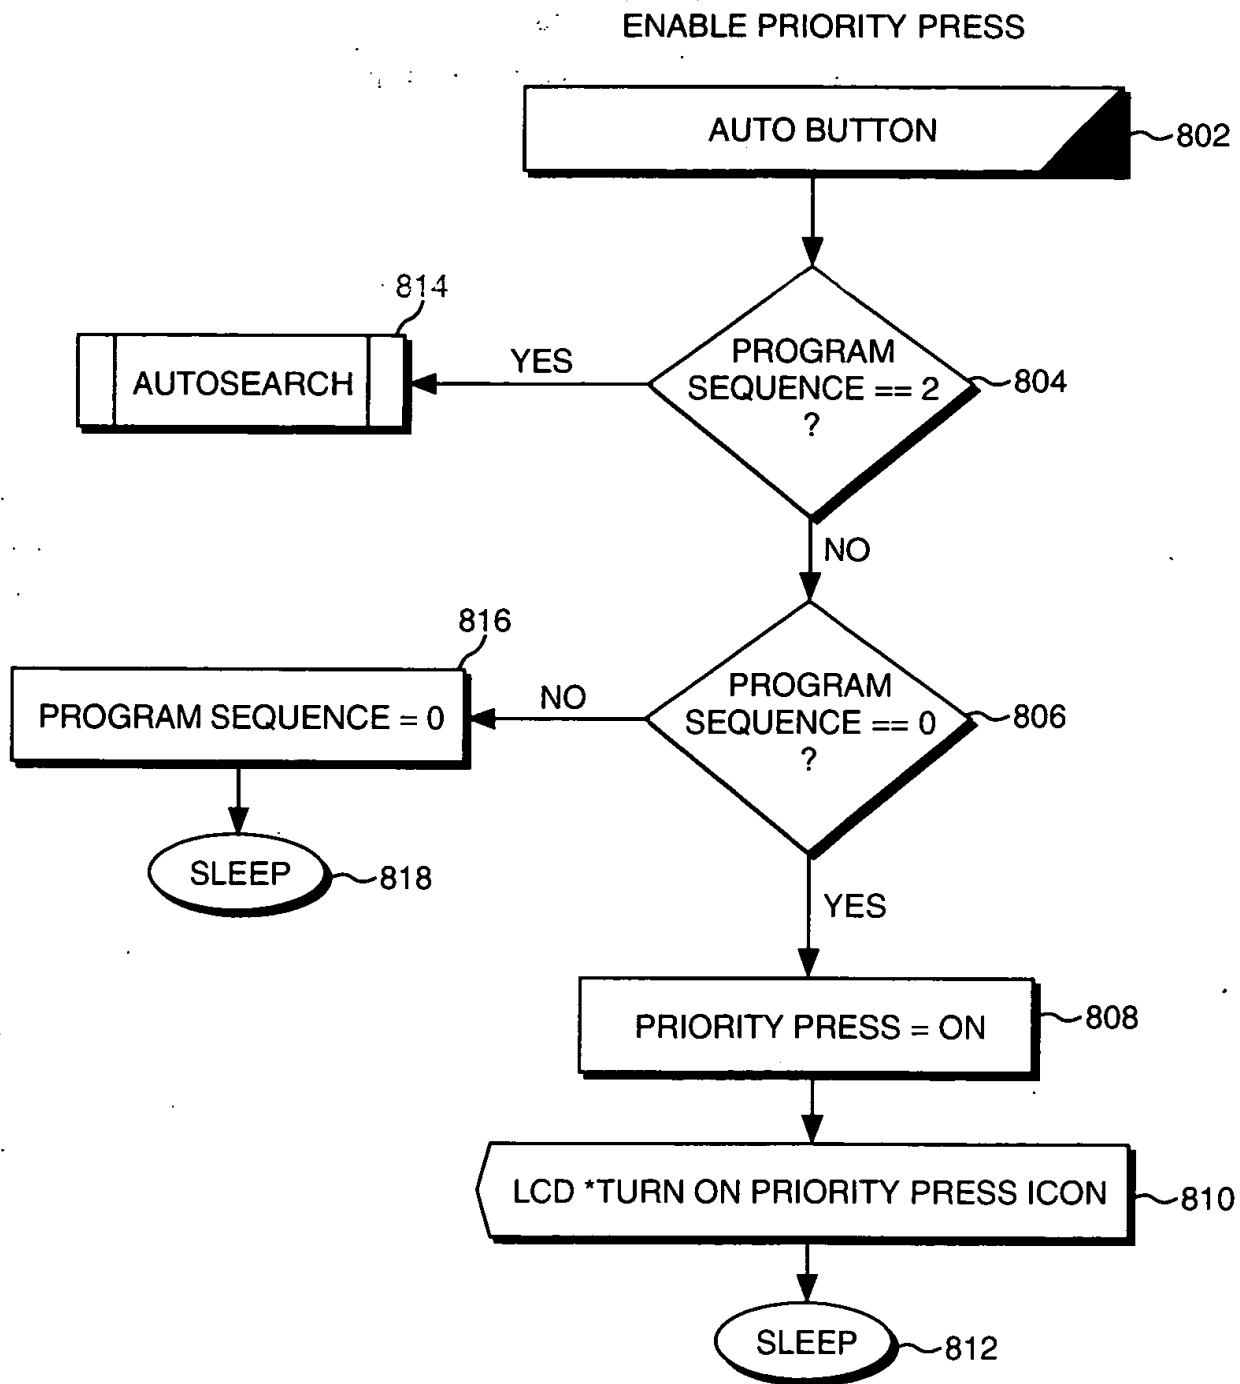 ENABLE PRIORITY PRESS
AUTO BUTTON
802
814
AUTOSEARCH
YES
PROGRAM
SEQUENCE == 2
?
804
NO
816
PROGRAM SEQUENCE = 0
NO
PROGRAM
SEQUENCE == 0
?
806
SLEEP
818
YES
PRIORITY PRESS = ON
808
LCD *TURN ON PRIORITY PRESS ICON
810
SLEEP
812